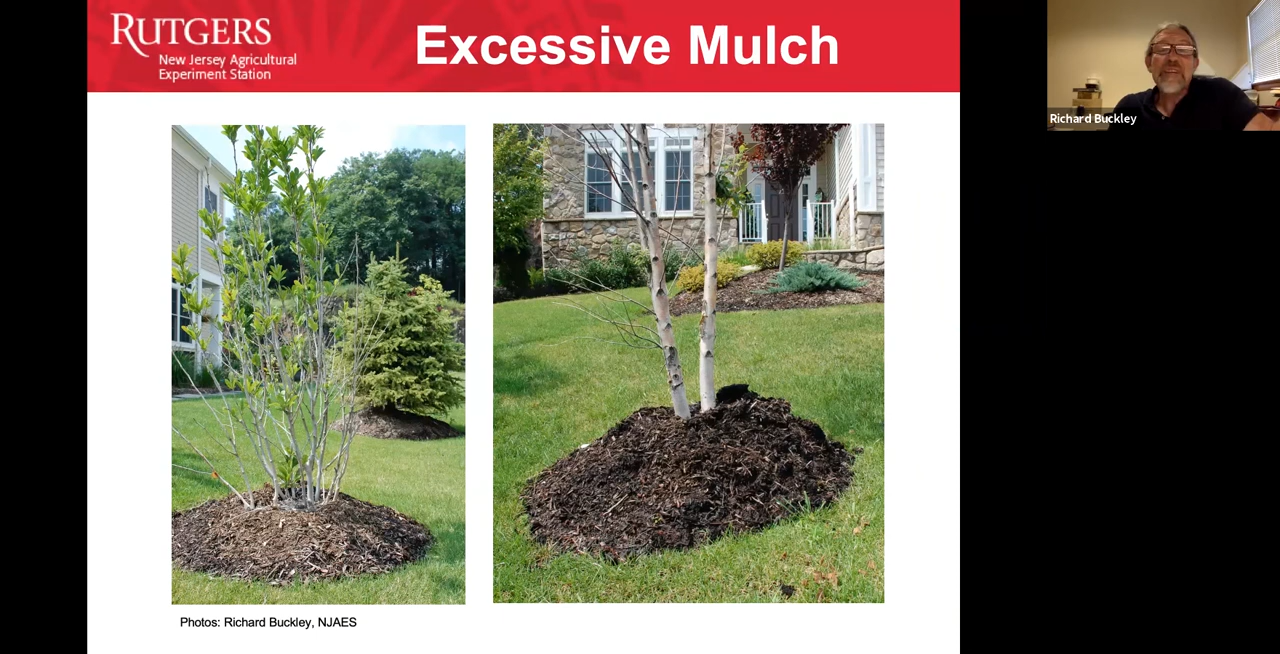 RUTGERS
New Jersey Agricultural
Experiment Station
Excessive Mulch
Richard Buckley
Photos: Richard Buckley, NJAES